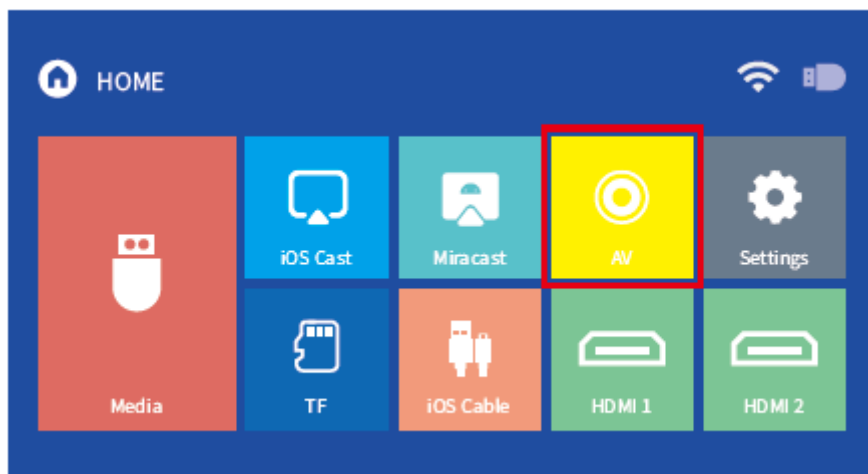 HOME
iOS Cast
Miracast
AV
Settings
Media
TF
iOS Cable
HDMI 1
HDMI 2